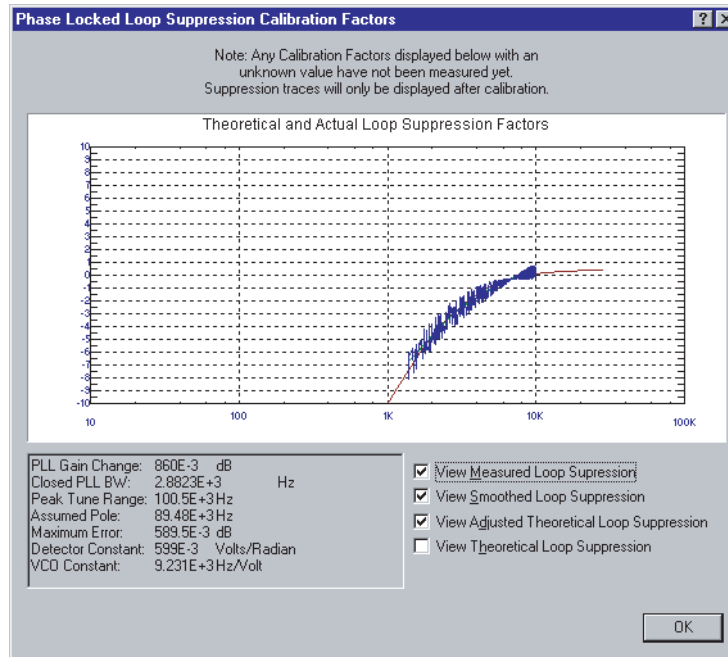 Phase Locked Loop Suppression Calibration Factors
Note: Any Calibration Factors displayed below with an
unknown value have not been measured yet.
Suppression traces will only be displayed after calibration.
Theoretical and Actual Loop Suppression Factors
10
9
8
7
6
5
4
3
2
1
0
-1
-2
-3
-4
-5
-6
-7
-8
-9
-10
10
100
1K
10K
100K
PLL Gain Change: 860E-3 dB
Closed PLL BW: 2.8823E+3 Hz
Peak Tune Range: 100.5E+3Hz
Assumed Pole: 89.48E+3Hz
Maximum Error: 589.5E-3 dB
Detector Constant: 599E-3 Volts/Radian
VCO Constant: 9.231E+3Hz/Volt
View Measured Loop Supression
View Smoothed Loop Suppression
View Adjusted Theoretical Loop Suppression
View Theoretical Loop Suppression
OK